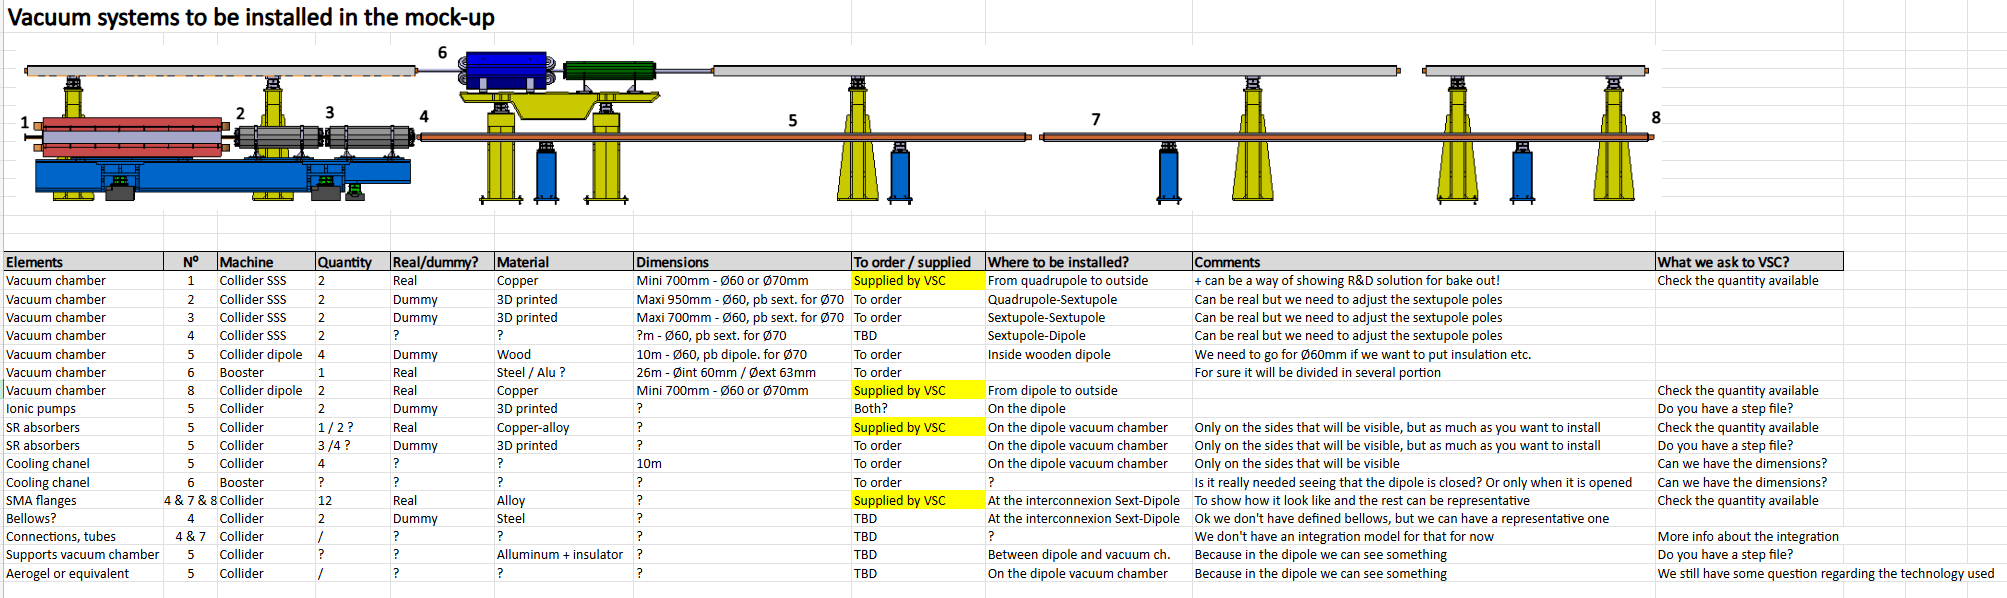 Vacuum systems to be installed in the mock-up
6
1
2
3
4
5
7
8
Elements Nº Machine Quantity Real/dummy? Material Dimensions To order / supplied Where to be installed? Comments What we ask to VSC?
Vacuum chamber 1 Collider SSS 2 Real Copper Mini 700mm - Ø60 or Ø70mm Supplied by VSC From quadrupole to outside + can be a way of showing R&D solution for bake out! Check the quantity available
Vacuum chamber 2 Collider SSS 2 Dummy 3D printed Maxi 950mm - Ø60, pb sext. for Ø70 To order Quadrupole-Sextupole Can be real but we need to adjust the sextupole poles
Vacuum chamber 3 Collider SSS 2 Dummy 3D printed Maxi 700mm - Ø60, pb sext. for Ø70 To order Sextupole-Sextupole Can be real but we need to adjust the sextupole poles
Vacuum chamber 4 Collider SSS 2 ? ? ?m - Ø60, pb sext. for Ø70 TBD Sextupole-Dipole Can be real but we need to adjust the sextupole poles
Vacuum chamber 5 Collider dipole 4 Dummy Wood 10m - Ø60, pb dipole. for Ø70 To order Inside wooden dipole We need to go for Ø60mm if we want to put insulation etc.
Vacuum chamber 6 Booster 1 Real Steel / Alu ? 26m - Øint 60mm / Øext 63mm To order For sure it will be divided in several portion
Vacuum chamber 8 Collider dipole 2 Real Copper Mini 700mm - Ø60 or Ø70mm Supplied by VSC From dipole to outside Check the quantity available
Ionic pumps 5 Collider 2 Dummy 3D printed ? Both? On the dipole Do you have a step file?
SR absorbers 5 Collider 1 / 2 ? Real Copper-alloy ? Supplied by VSC On the dipole vacuum chamber Only on the sides that will be visible, but as much as you want to install Check the quantity available
SR absorbers 5 Collider 3 /4 ? Dummy 3D printed ? To order On the dipole vacuum chamber Only on the sides that will be visible, but as much as you want to install Do you have a step file?
Cooling chanel 5 Collider 4 ? ? 10m To order On the dipole vacuum chamber Only on the sides that will be visible Can we have the dimensions?
Cooling chanel 6 Booster ? ? ? ? To order ? Is it really needed seeing that the dipole is closed? Or only when it is opened Can we have the dimensions?
SMA flanges 4 & 7 & 8 Collider 12 Real Alloy ? Supplied by VSC At the interconnexion Sext-Dipole To show how it look like and the rest can be representative Check the quantity available
Bellows? 4 Collider 2 Dummy Steel ? TBD At the interconnexion Sext-Dipole Ok we don't have defined bellows, but we can have a representative one
Connections, tubes 4 & 7 Collider / ? ? ? TBD ? We don't have an integration model for that for now More info about the integration
Supports vacuum chamber 5 Collider ? ? Alluminum + insulator ? TBD Between dipole and vacuum ch. Because in the dipole we can see something Do you have a step file?
Aerogel or equivalent 5 Collider / ? ? ? TBD On the dipole vacuum chamber Because in the dipole we can see something We still have some question regarding the technology used